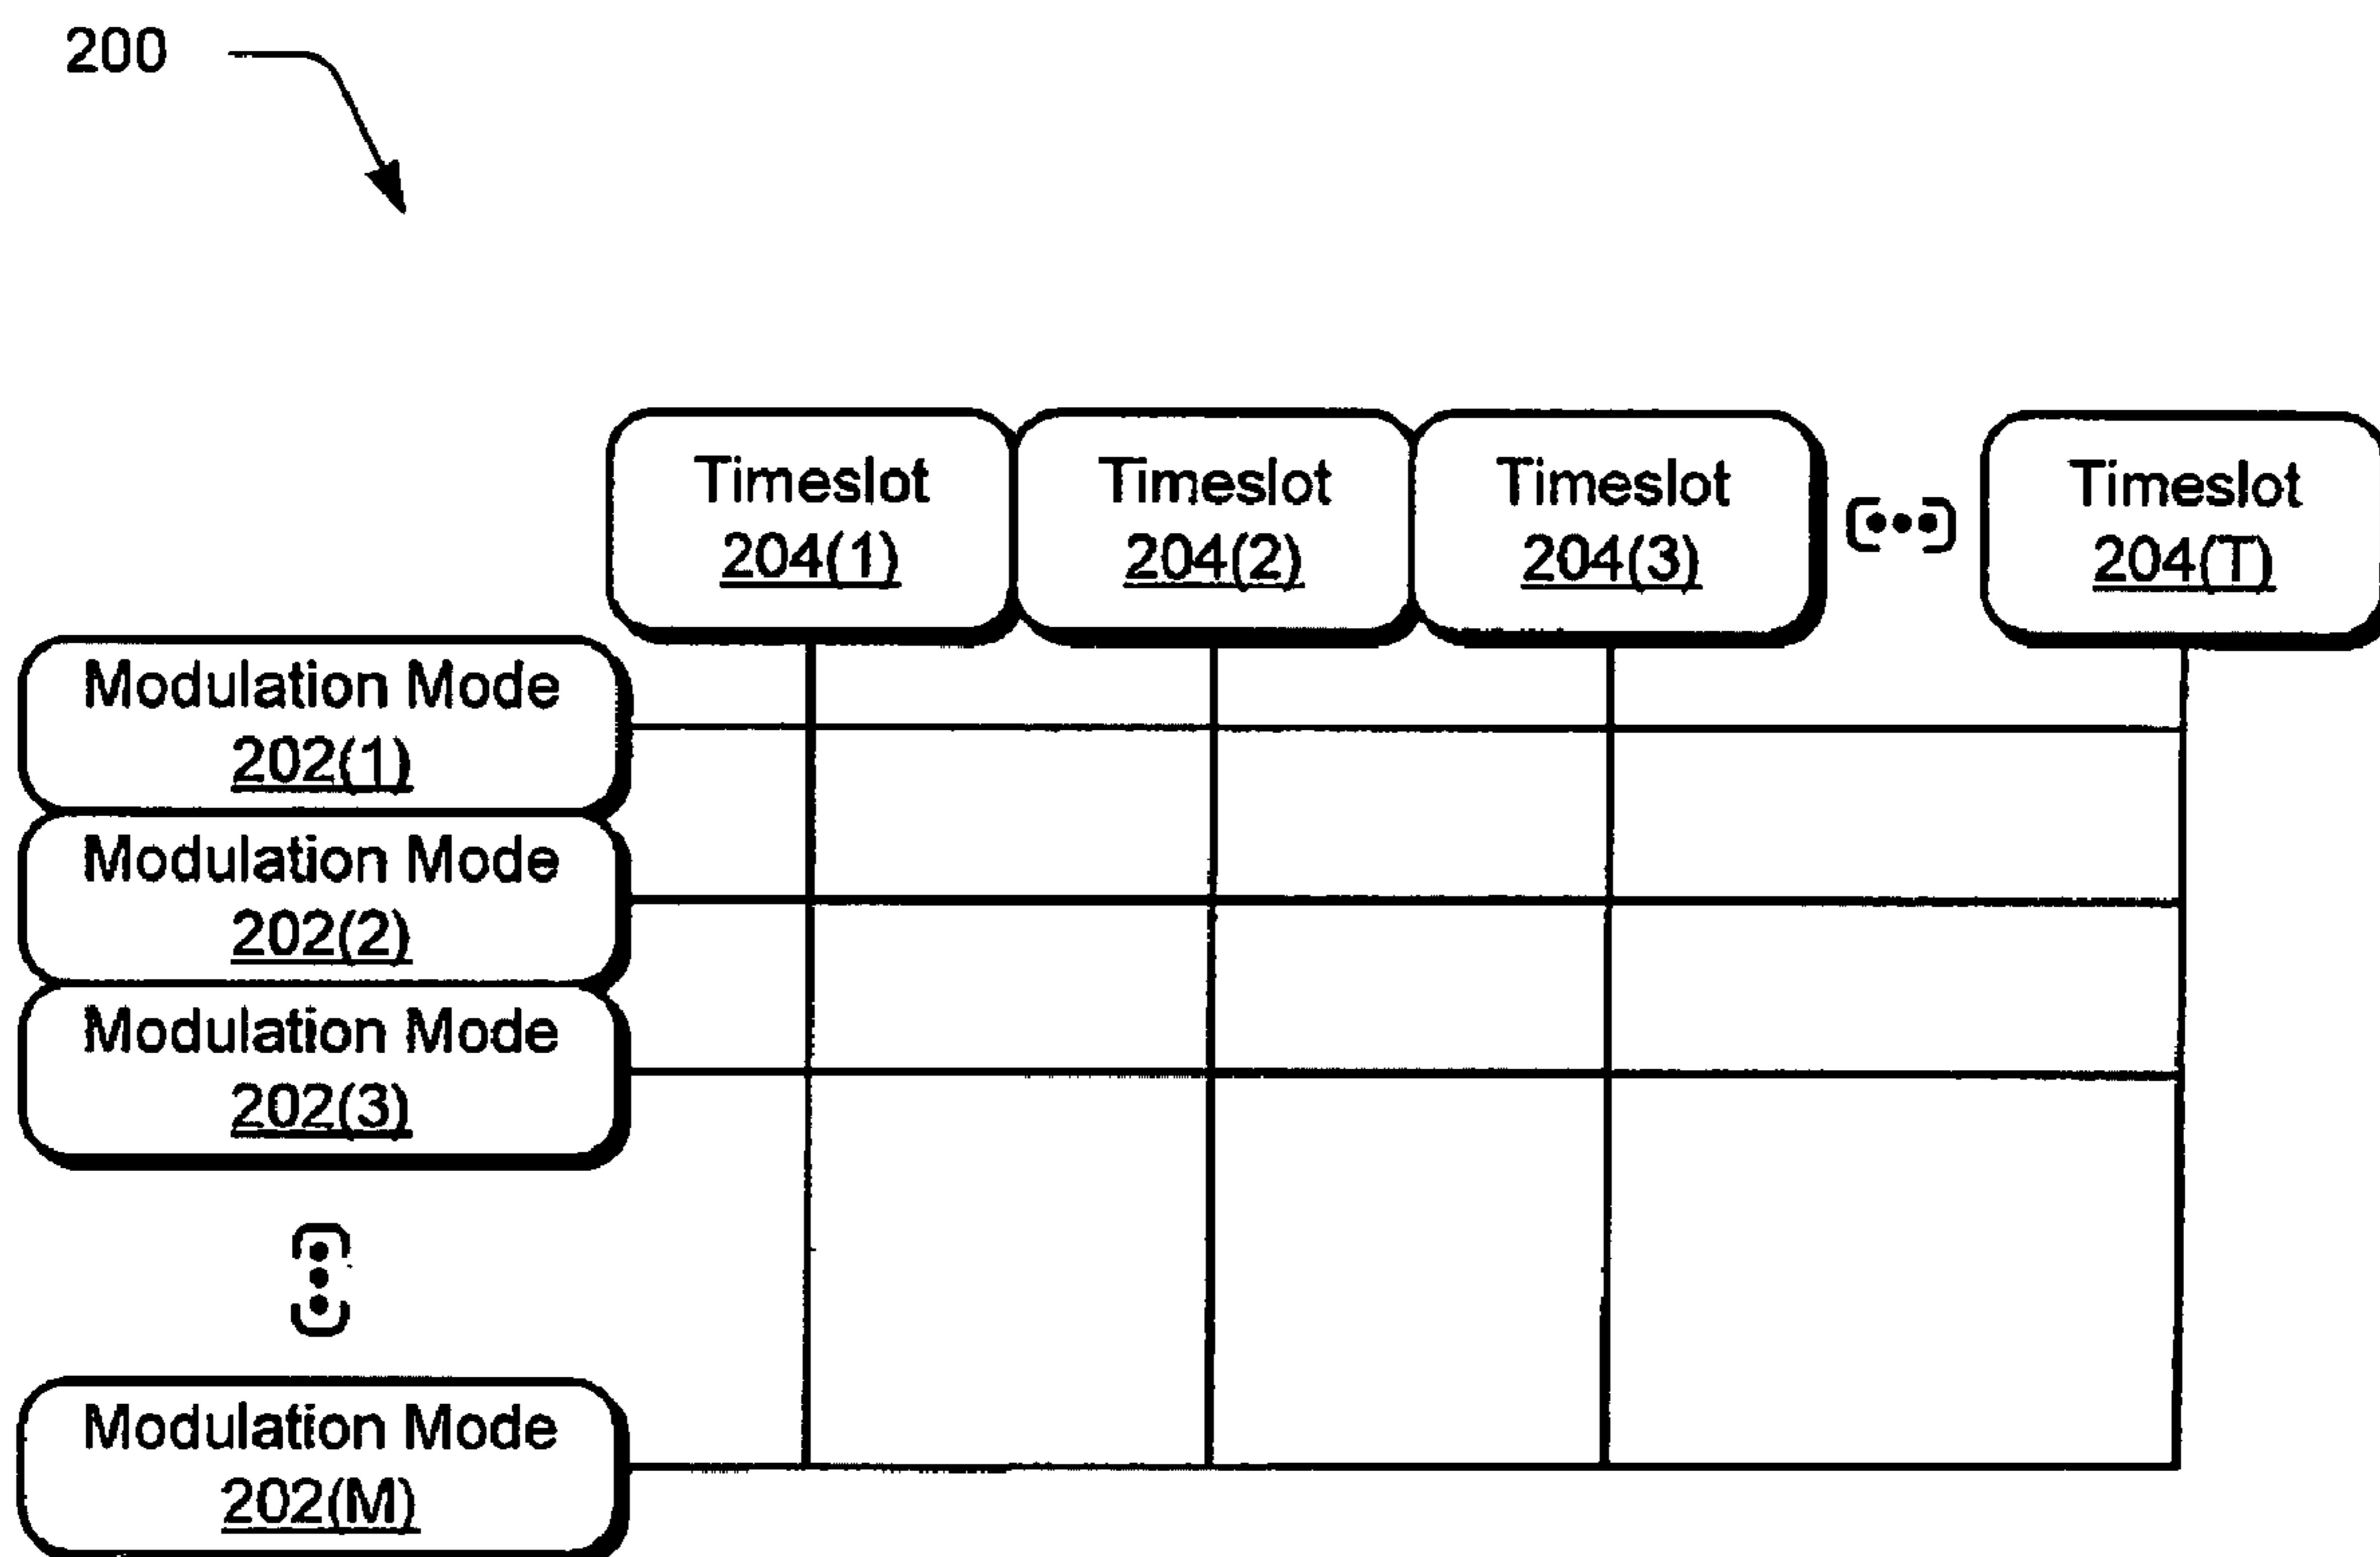 200
Timeslot
204(1)
Timeslot
204(2)
Timeslot
204(3)
Timeslot
204(T)
Modulation Mode
202(1)
Modulation Mode
202(2)
Modulation Mode
202(3)
Modulation Mode
202(M)